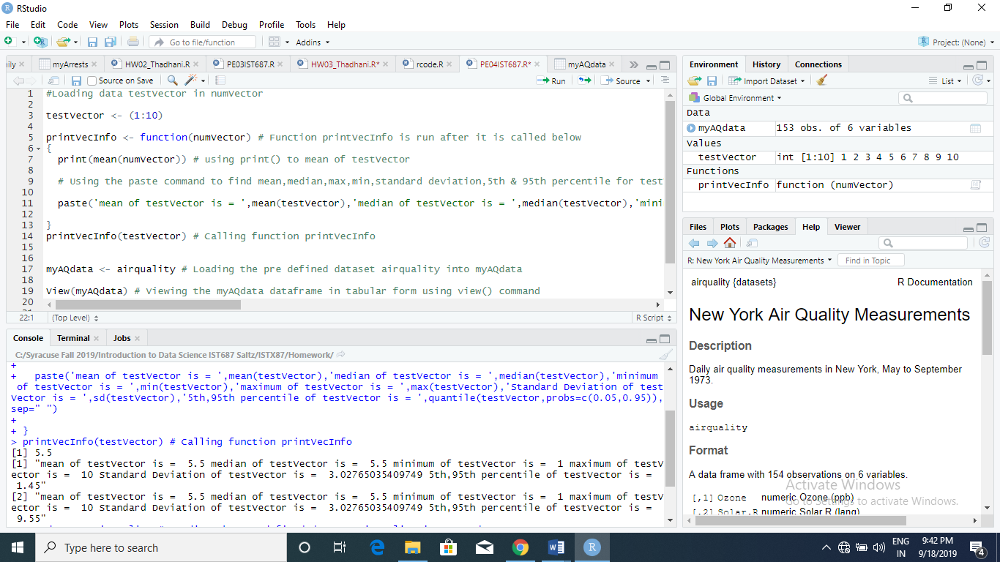 RStudio
File Edit Code View Plots Session Build Debug Profile Tools Help
Go to file/function Addins Project: (None)
ily myArrests HW02_Thadhani.R PE03IST687.R HW03_Thadhani.R* rcode.R PE04IST687.R* myAQdata
Source on Save Run Source
1 #Loading data testVector in numVector
2
3 testVector <- (1:10)
4
5 printVecInfo <- function(numVector) # Function printVecInfo is run after it is called below
6 {
7 print(mean(numVector)) # using print() to mean of testVector
8
9 # Using the paste command to find mean,median,max,min,standard deviation,5th & 95th percentile for test
10
11 paste('mean of testVector is = ',mean(testVector),'median of testVector is = ',median(testVector),'mini
12
13 }
14 printVecInfo(testVector) # Calling function printVecInfo
15
16
17 myAQdata <- airquality # Loading the pre defined dataset airquality into myAQdata
18
19 View(myAQdata) # Viewing the myAQdata dataframe in tabular form using view() command
20
22:1 (Top Level) R Script
Console Terminal Jobs
C:/Syracuse Fall 2019/Introduction to Data Science IST687 Saltz/ISTX87/Homework/
+
+ paste('mean of testVector is = ',mean(testVector),'median of testVector is = ',median(testVector),'minimum
of testVector is = ',min(testVector),'maximum of testVector is = ',max(testVector),'Standard Deviation of test
Vector is = ',sd(testVector),'5th,95th percentile of testVector is = ',quantile(testVector,probs=c(0.05,0.95)),
sep=" ")
+
+ }
> printVecInfo(testVector) # Calling function printVecInfo
[1] 5.5
[1] "mean of testVector is =  5.5 median of testVector is =  5.5 minimum of testVector is =  1 maximum of testV
ector is =  10 Standard Deviation of testVector is =  3.02765035409749 5th,95th percentile of testVector is =
1.45"
[2] "mean of testVector is =  5.5 median of testVector is =  5.5 minimum of testVector is =  1 maximum of testV
ector is =  10 Standard Deviation of testVector is =  3.02765035409749 5th,95th percentile of testVector is =
9.55"
Environment History Connections
Import Dataset List
Global Environment
Data
myAQdata 153 obs. of 6 variables
Values
testVector int [1:10] 1 2 3 4 5 6 7 8 9 10
Functions
printVecInfo function (numVector)
Files Plots Packages Help Viewer
R: New York Air Quality Measurements Find in Topic
airquality {datasets} R Documentation
New York Air Quality Measurements
Description
Daily air quality measurements in New York, May to September
1973.
Usage
airquality
Format
A data frame with 154 observations on 6 variables.
Activate Windows
[,1] Ozone numeric Ozone (ppb)
Go to Settings to activate Windows.
[,2] Solar.R numeric Solar R (lang)
Type here to search
ENG 9:42 PM
IN 9/18/2019 4